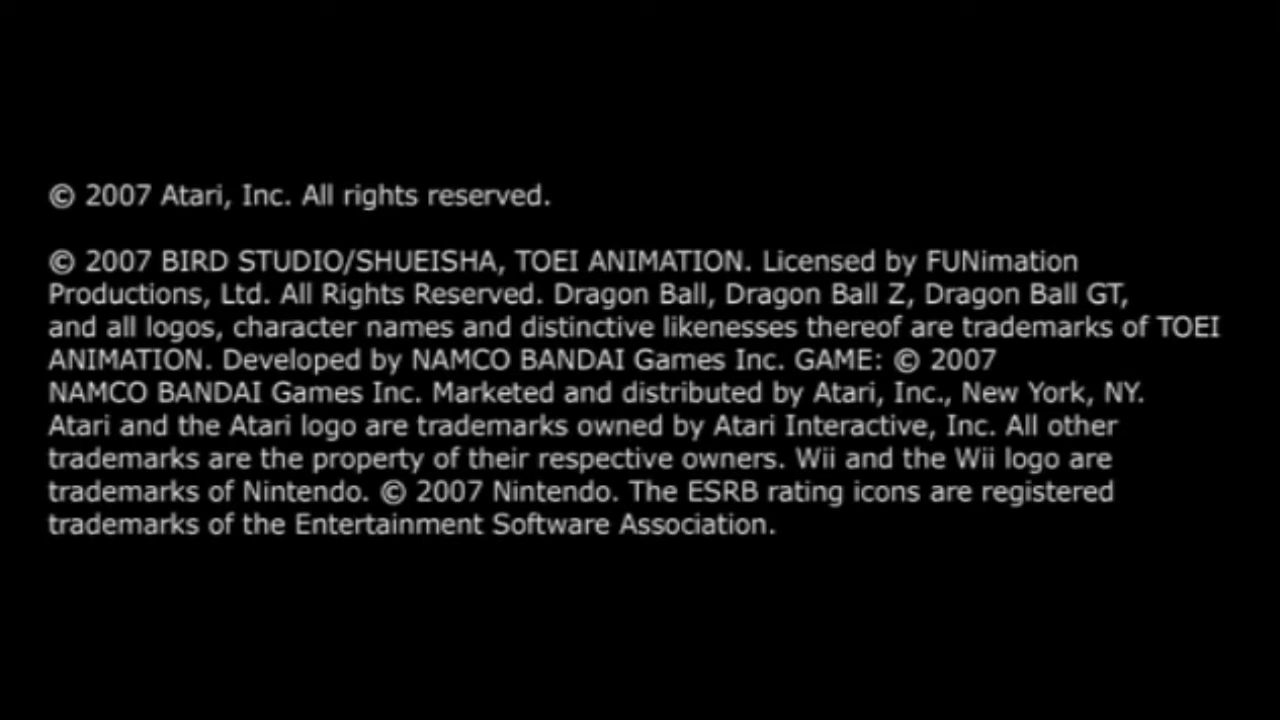 © 2007 Atari, Inc. All rights reserved.
© 2007 BIRD STUDIO/SHUEISHA, TOEI ANIMATION. Licensed by FUNimation
Productions, Ltd. All Rights Reserved. Dragon Ball, Dragon Ball Z, Dragon Ball GT,
and all logos, character names and distinctive likenesses thereof are trademarks of TOEI
ANIMATION. Developed by NAMCO BANDAI Games Inc. GAME: © 2007
NAMCO BANDAI Games Inc. Marketed and distributed by Atari, Inc., New York, NY.
Atari and the Atari logo are trademarks owned by Atari Interactive, Inc. All other
trademarks are the property of their respective owners. Wii and the Wii logo are
trademarks of Nintendo. © 2007 Nintendo. The ESRB rating icons are registered
trademarks of the Entertainment Software Association.